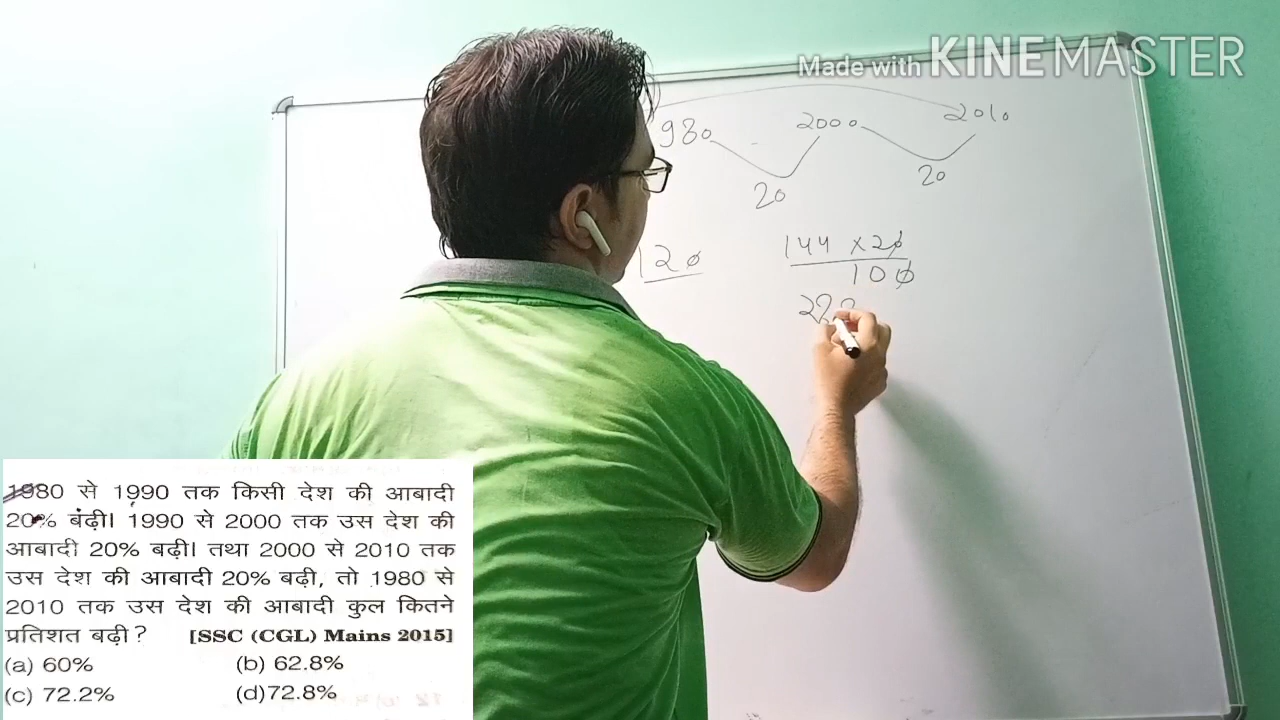 Made with KINEMASTER
980 2000 2010
20 20
120
144 x 20
100
1980 से 1990 तक किसी देश की आबादी
20% बढ़ी। 1990 से 2000 तक उस देश की
आबादी 20% बढ़ी। तथा 2000 से 2010 तक
उस देश की आबादी 20% बढ़ी, तो 1980 से
2010 तक उस देश की आबादी कुल कितने
प्रतिशत बढ़ी? [SSC (CGL) Mains 2015]
(a) 60% (b) 62.8%
(c) 72.2% (d)72.8%